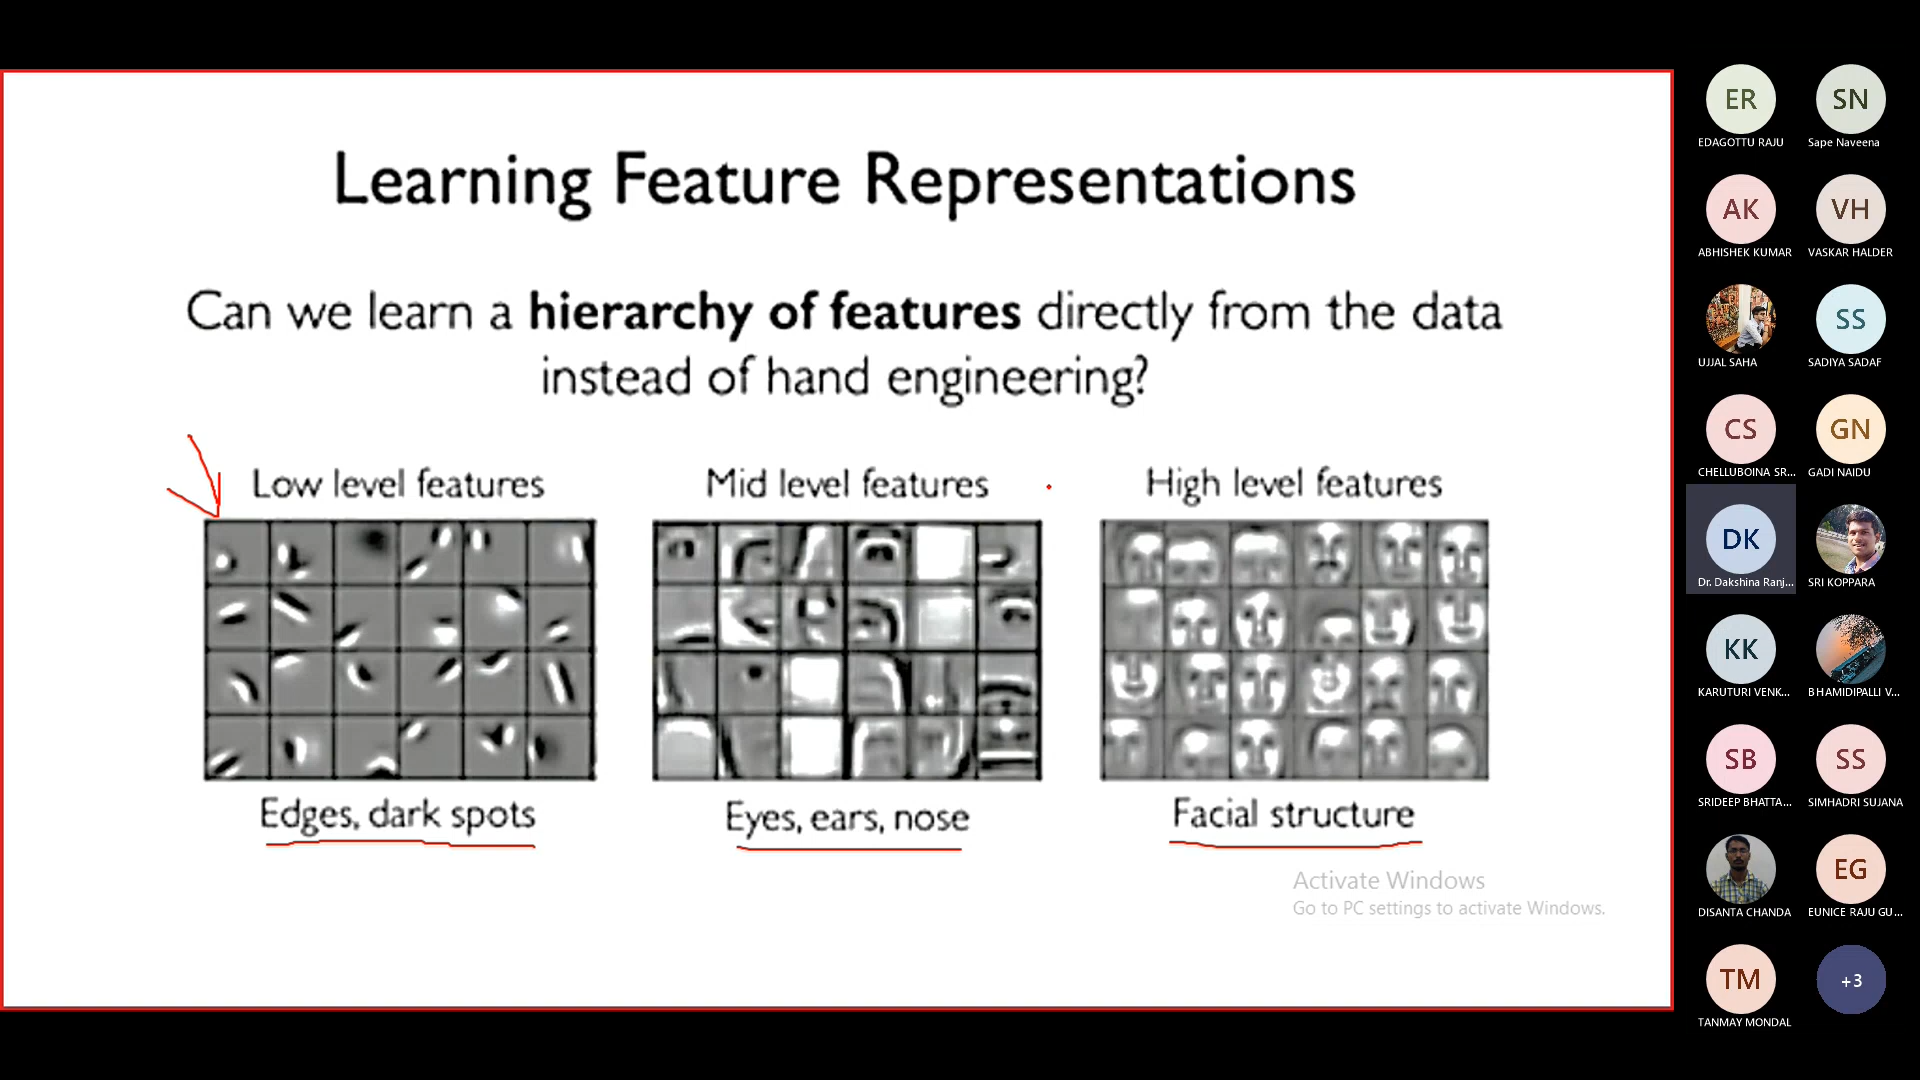 Learning Feature Representations
Can we learn a hierarchy of features directly from the data
instead of hand engineering?
Low level features
Mid level features
High level features
Edges, dark spots
Eyes, ears, nose
Facial structure
Activate Windows
Go to PC settings to activate Windows.
ER
EDAGOTTU RAJU
SN
Sape Naveena
AK
ABHISHEK KUMAR
VH
VASKAR HALDER
UJJAL SAHA
SS
SADIYA SADAF
CS
CHELLUBOINA SR...
GN
GADI NAIDU
DK
Dr. Dakshina Ranj...
SRI KOPPARA
KK
KARUTURI VENK...
BHAMIDIPALLI V...
SB
SRIDEEP BHATTA...
SS
SIMHADRI SUJANA
DISANTA CHANDA
EG
EUNICE RAJU GU...
TM
TANMAY MONDAL
+3